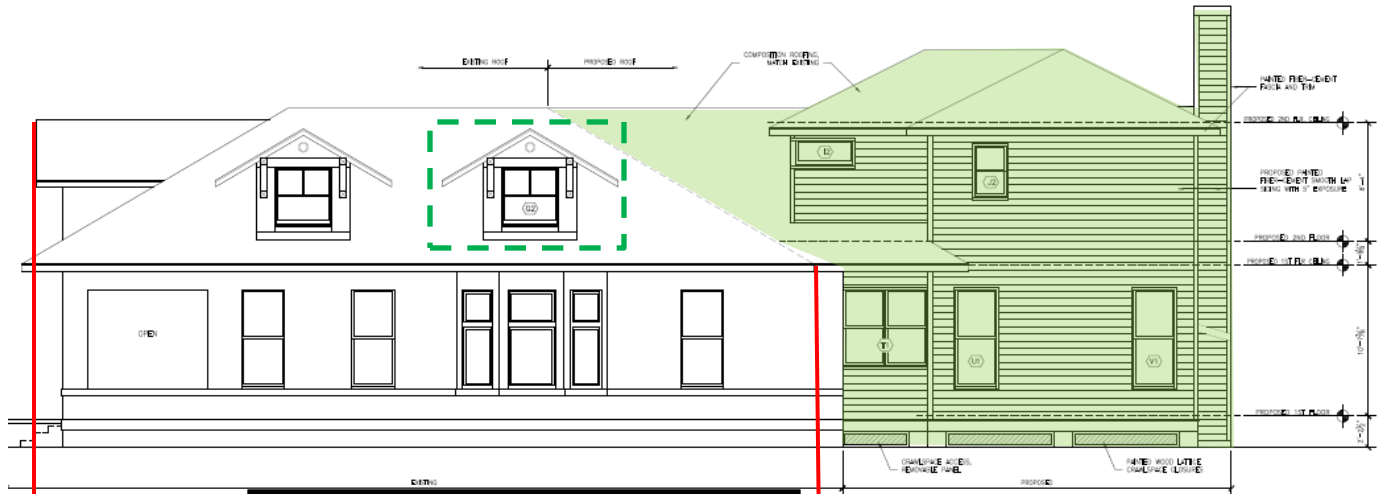 EXISTING ROOF
PROPOSED ROOF
COMPOSITION ROOFING,
MATCH EXISTING
PAINTED FIBER-CEMENT
FASCIA AND TRIM
PROPOSED 2ND FLR. CEILING
I2
J2
G2
PROPOSED PAINTED
FIBER-CEMENT SMOOTH LAP
SIDING WITH 5" EXPOSURE
PROPOSED 2ND FLOOR
PROPOSED 1ST FLR CEILING
OPEN
T1
U1
V1
PROPOSED 1ST FLOOR
CRAWLSPACE ACCESS,
REMOVABLE PANEL
PAINTED WOOD LATTICE
CRAWLSPACE CLOSURES
EXISTING
PROPOSED